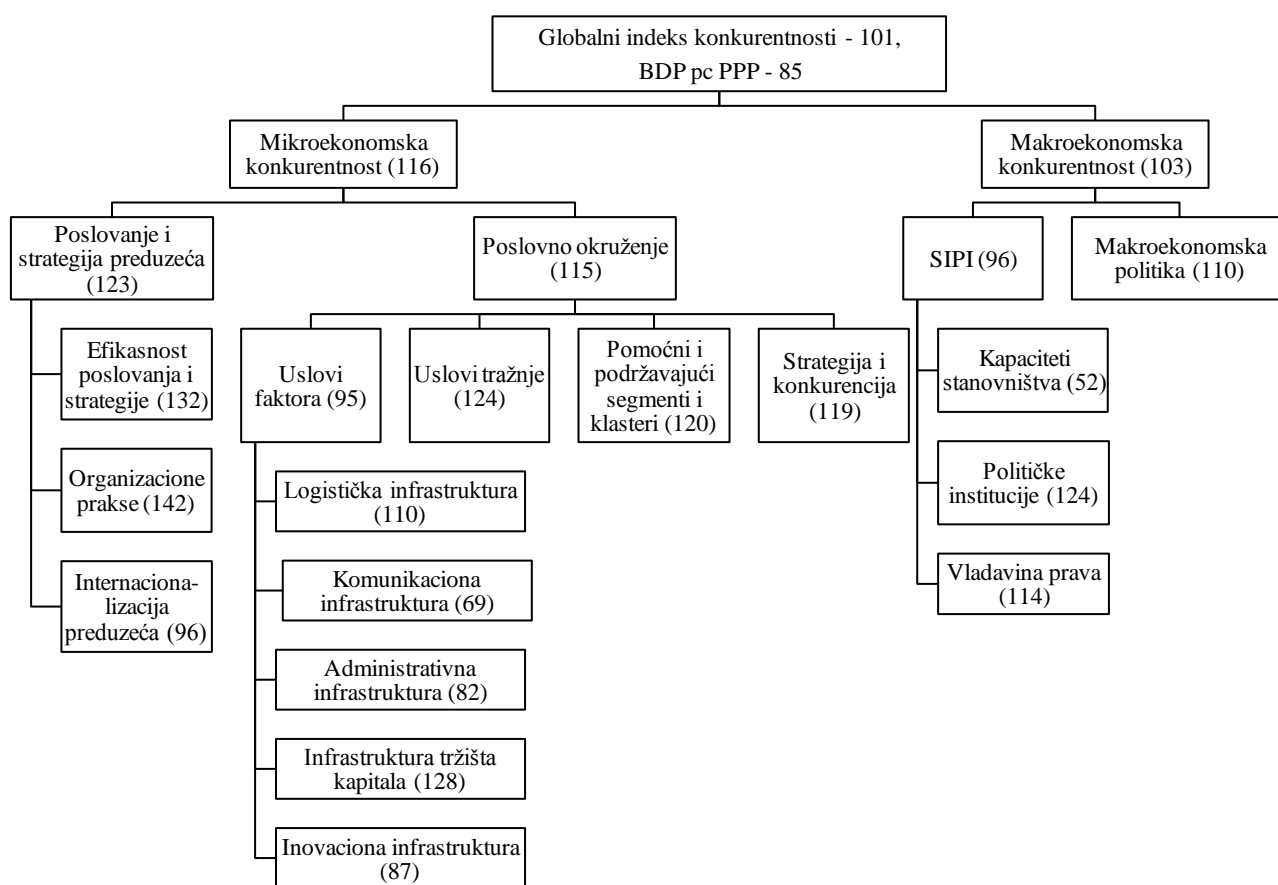 Globalni indeks konkurentnosti - 101,
BDP pc PPP - 85
Mikroekonomska
konkurentnost (116)
Makroekonomska
konkurentnost (103)
Poslovanje i
strategija preduzeća
(123)
Poslovno okruženje
(115)
SIPI (96)
Makroekonomska
politika (110)
Efikasnost
poslovanja i
strategije (132)
Organizacione
prakse (142)
Internaciona-
lizacija
preduzeća (96)
Uslovi
faktora (95)
Uslovi tražnje
(124)
Pomoćni i
podržavajući
segmenti i
klasteri (120)
Strategija i
konkurencija
(119)
Kapaciteti
stanovništva (52)
Političke
institucije (124)
Vladavina prava
(114)
Logistička infrastruktura
(110)
Komunikaciona
infrastruktura (69)
Administrativna
infrastruktura (82)
Infrastruktura tržišta
kapitala (128)
Inovaciona infrastruktura
(87)